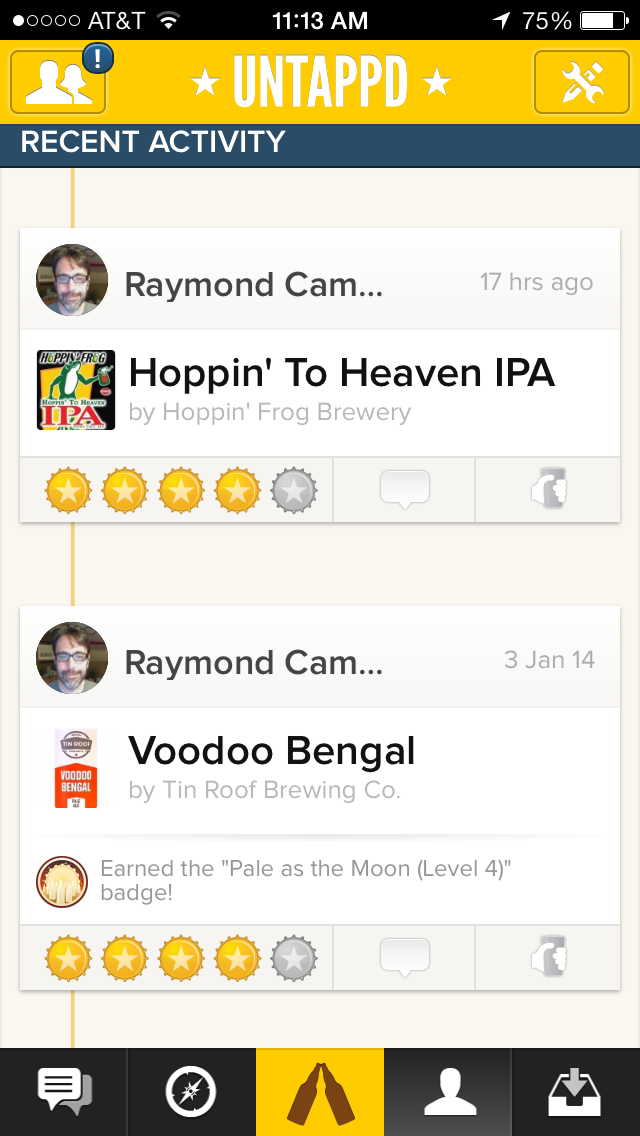 AT&T 11:13 AM 75%
!
UNTAPPD
RECENT ACTIVITY
Raymond Cam... 17 hrs ago
HOPPIN' FROG
HOPPIN' TO HEAVEN
IPA
Hoppin' To Heaven IPA
by Hoppin' Frog Brewery
Raymond Cam... 3 Jan 14
TIN ROOF
VOODOO
BENGAL
PALE
ALE
Voodoo Bengal
by Tin Roof Brewing Co.
Earned the "Pale as the Moon (Level 4)"
badge!